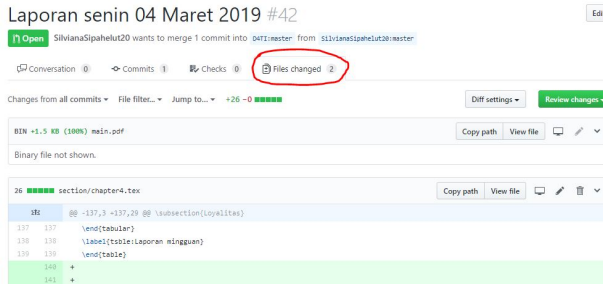 Laporan senin 04 Maret 2019 #42
Edi
Open SilvianaSipahelut20 wants to merge 1 commit into D4TI:master from SilvianaSipahelut20:master
Conversation 0 Commits 1 Checks 0 Files changed 2
Changes from all commits File filter... Jump to... +26 −0 Diff settings Review changes
BIN +1.5 KB (100%) main.pdf Copy path View file
Binary file not shown.
26 section/chapter4.tex Copy path View file
@@ -137,3 +137,29 @@ \subsection{Loyalitas}
137 137 \end{tabular}
138 138 \label{tsble:Laporan mingguan}
139 139 \end{table}
140 +
141 +